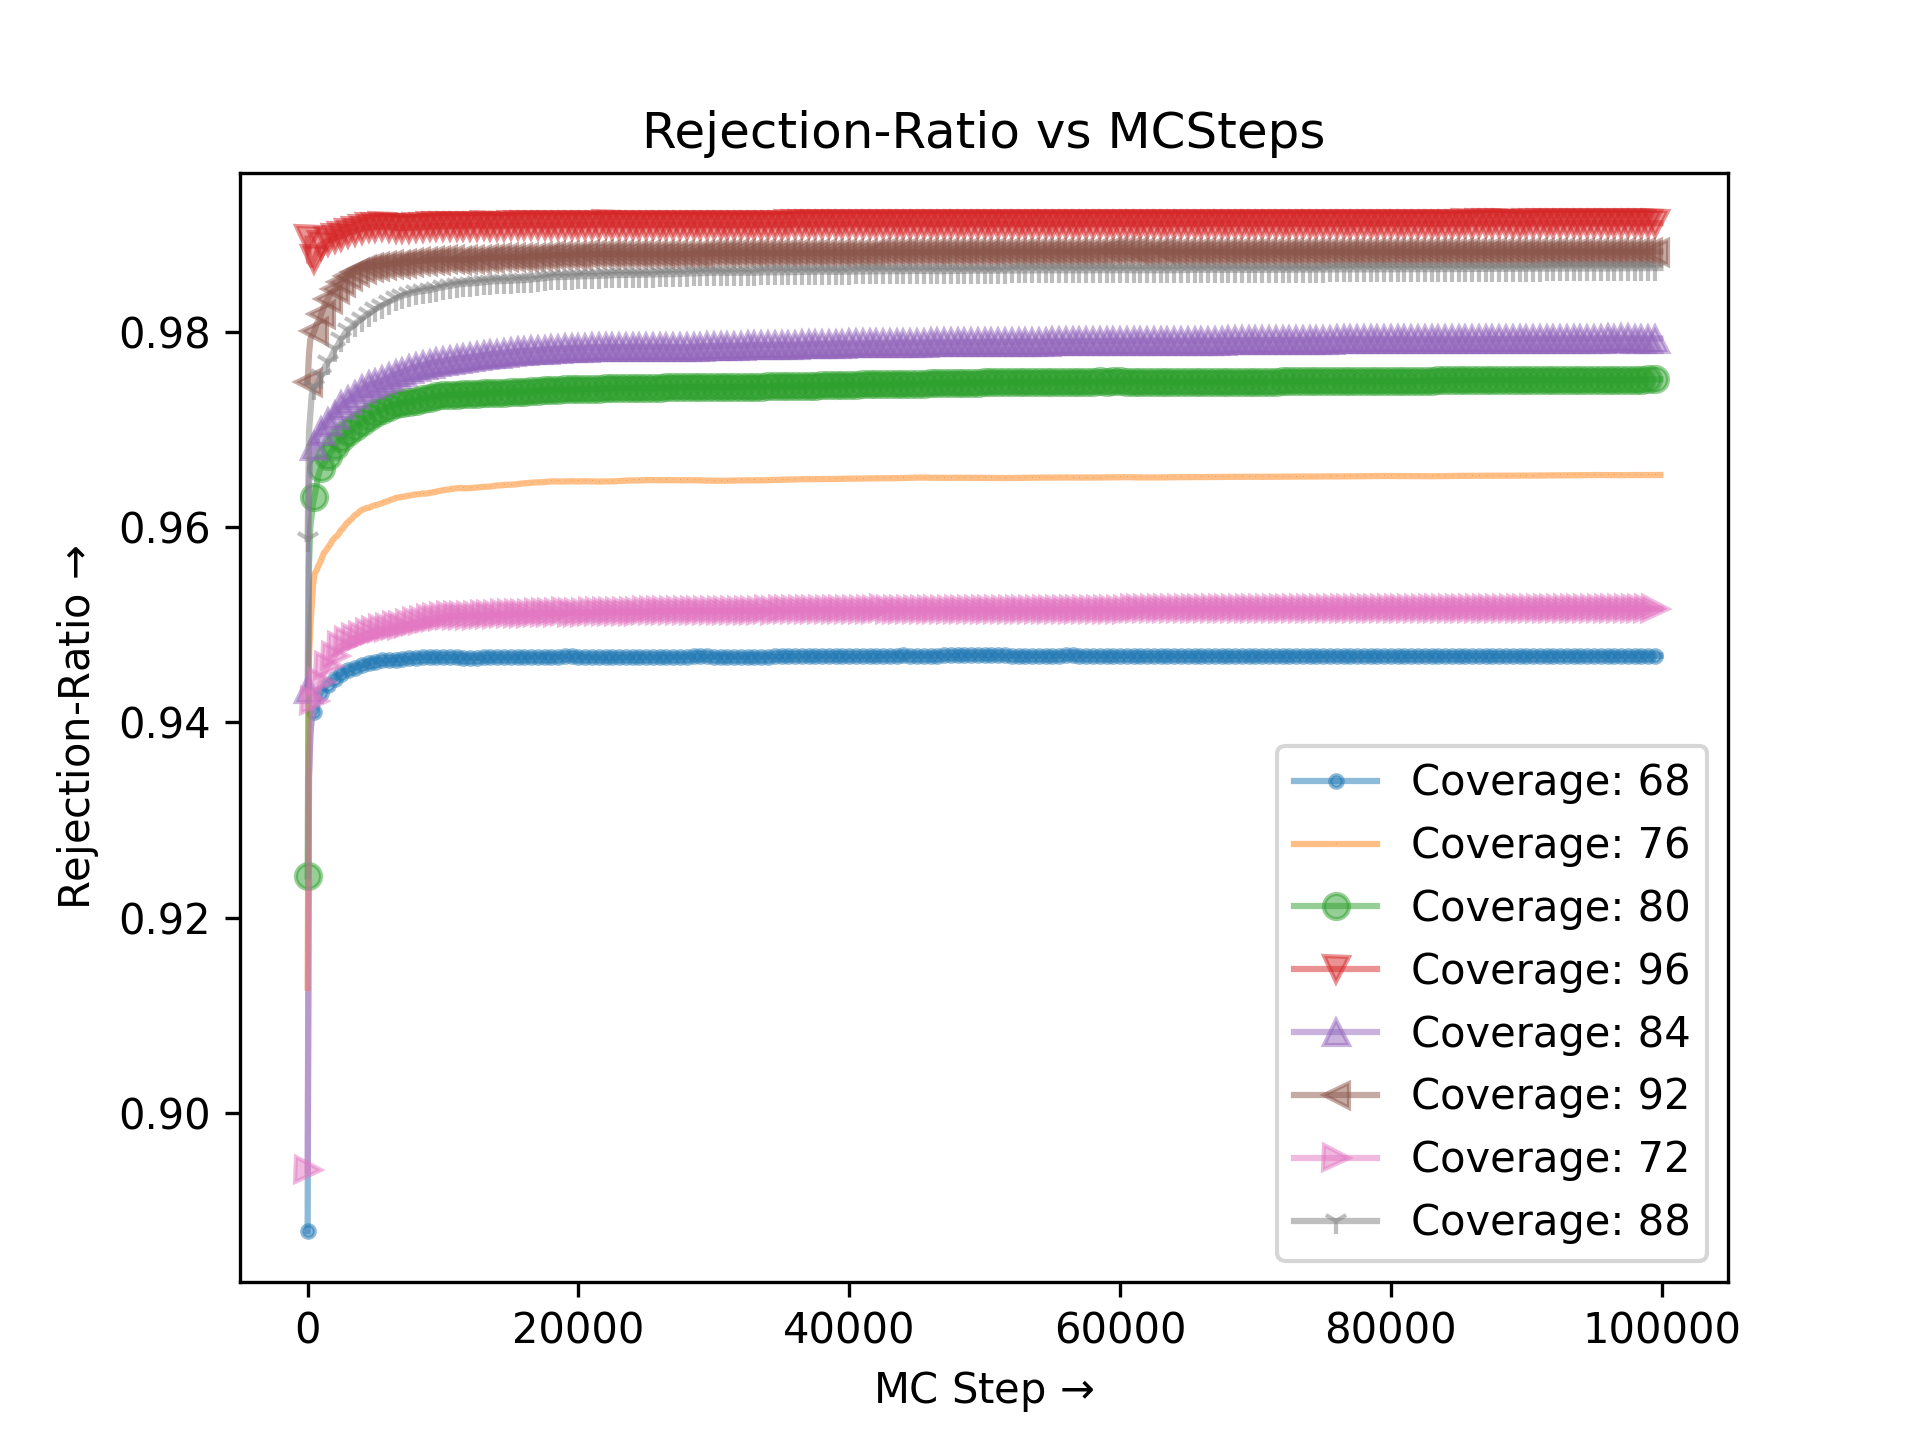 Rejection-Ratio vs MCSteps
Rejection-Ratio →
0.98
0.96
0.94
0.92
0.90
0
20000
40000
60000
80000
100000
MC Step →
Coverage: 68
Coverage: 76
Coverage: 80
Coverage: 96
Coverage: 84
Coverage: 92
Coverage: 72
Coverage: 88